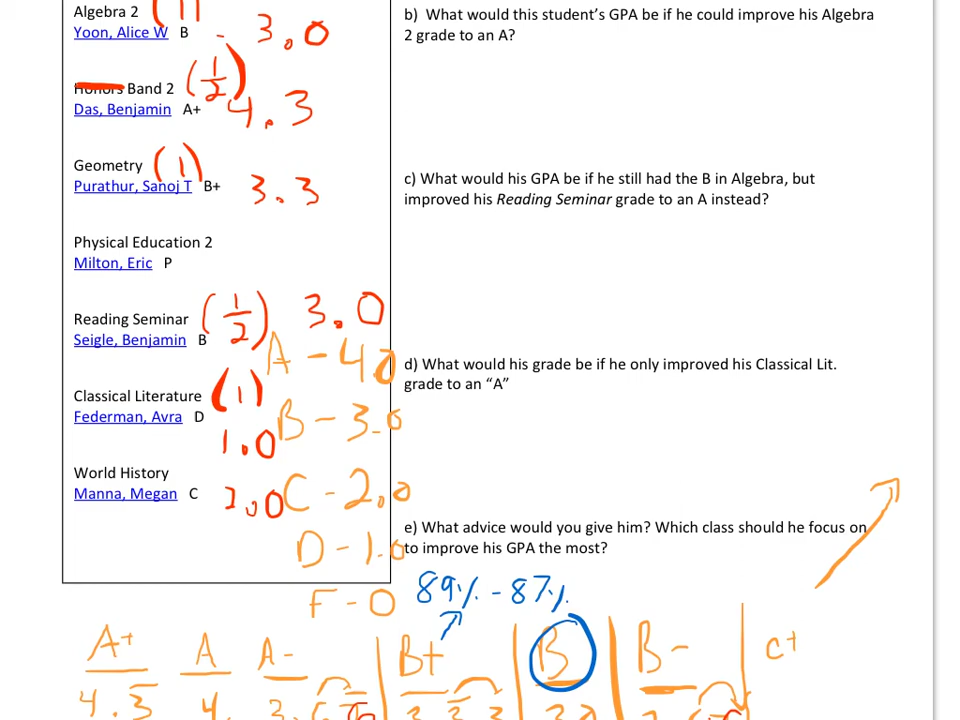 Algebra 2 (1)
Yoon, Alice W B - 3.0
Honors Band 2 (1/2)
Das, Benjamin A+ 4.3
Geometry (1)
Purathur, Sanoj T B+ 3.3
Physical Education 2
Milton, Eric P
Reading Seminar (1/2) 3.0
Seigle, Benjamin B
Classical Literature (1)
Federman, Avra D
1.0
World History
Manna, Megan C 2.0
A - 4.0
B - 3.0
C - 2.0
D - 1.0
F - 0
b) What would this student's GPA be if he could improve his Algebra
2 grade to an A?
c) What would his GPA be if he still had the B in Algebra, but
improved his Reading Seminar grade to an A instead?
d) What would his grade be if he only improved his Classical Lit.
grade to an “A”
e) What advice would you give him? Which class should he focus on
to improve his GPA the most?
89% - 87%
A+ A A- B+ B B- C+
4.3 4.